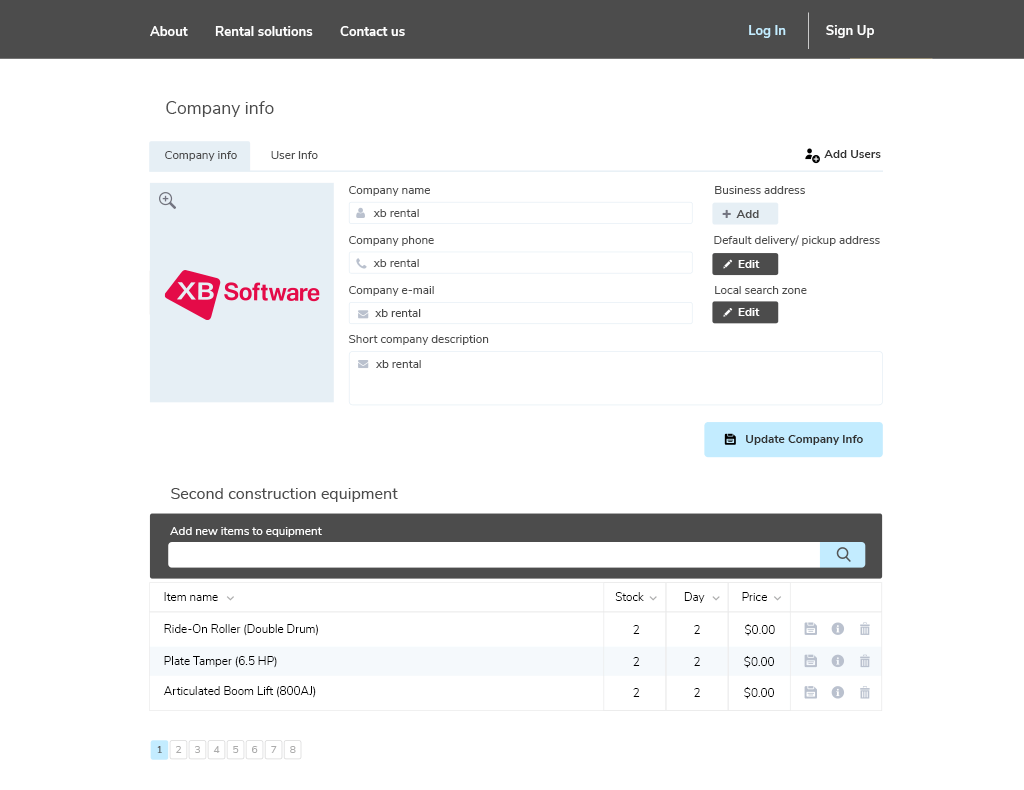 About Rental solutions Contact us Log In Sign Up
Company info
Company info User Info Add Users
XB Software
Company name
xb rental
Company phone
xb rental
Company e-mail
xb rental
Short company description
xb rental
Business address
+ Add
Default delivery/ pickup address
Edit
Local search zone
Edit
Update Company Info
Second construction equipment
Add new items to equipment
Item name Stock Day Price
Ride-On Roller (Double Drum) 2 2 $0.00
Plate Tamper (6.5 HP) 2 2 $0.00
Articulated Boom Lift (800AJ) 2 2 $0.00
1 2 3 4 5 6 7 8